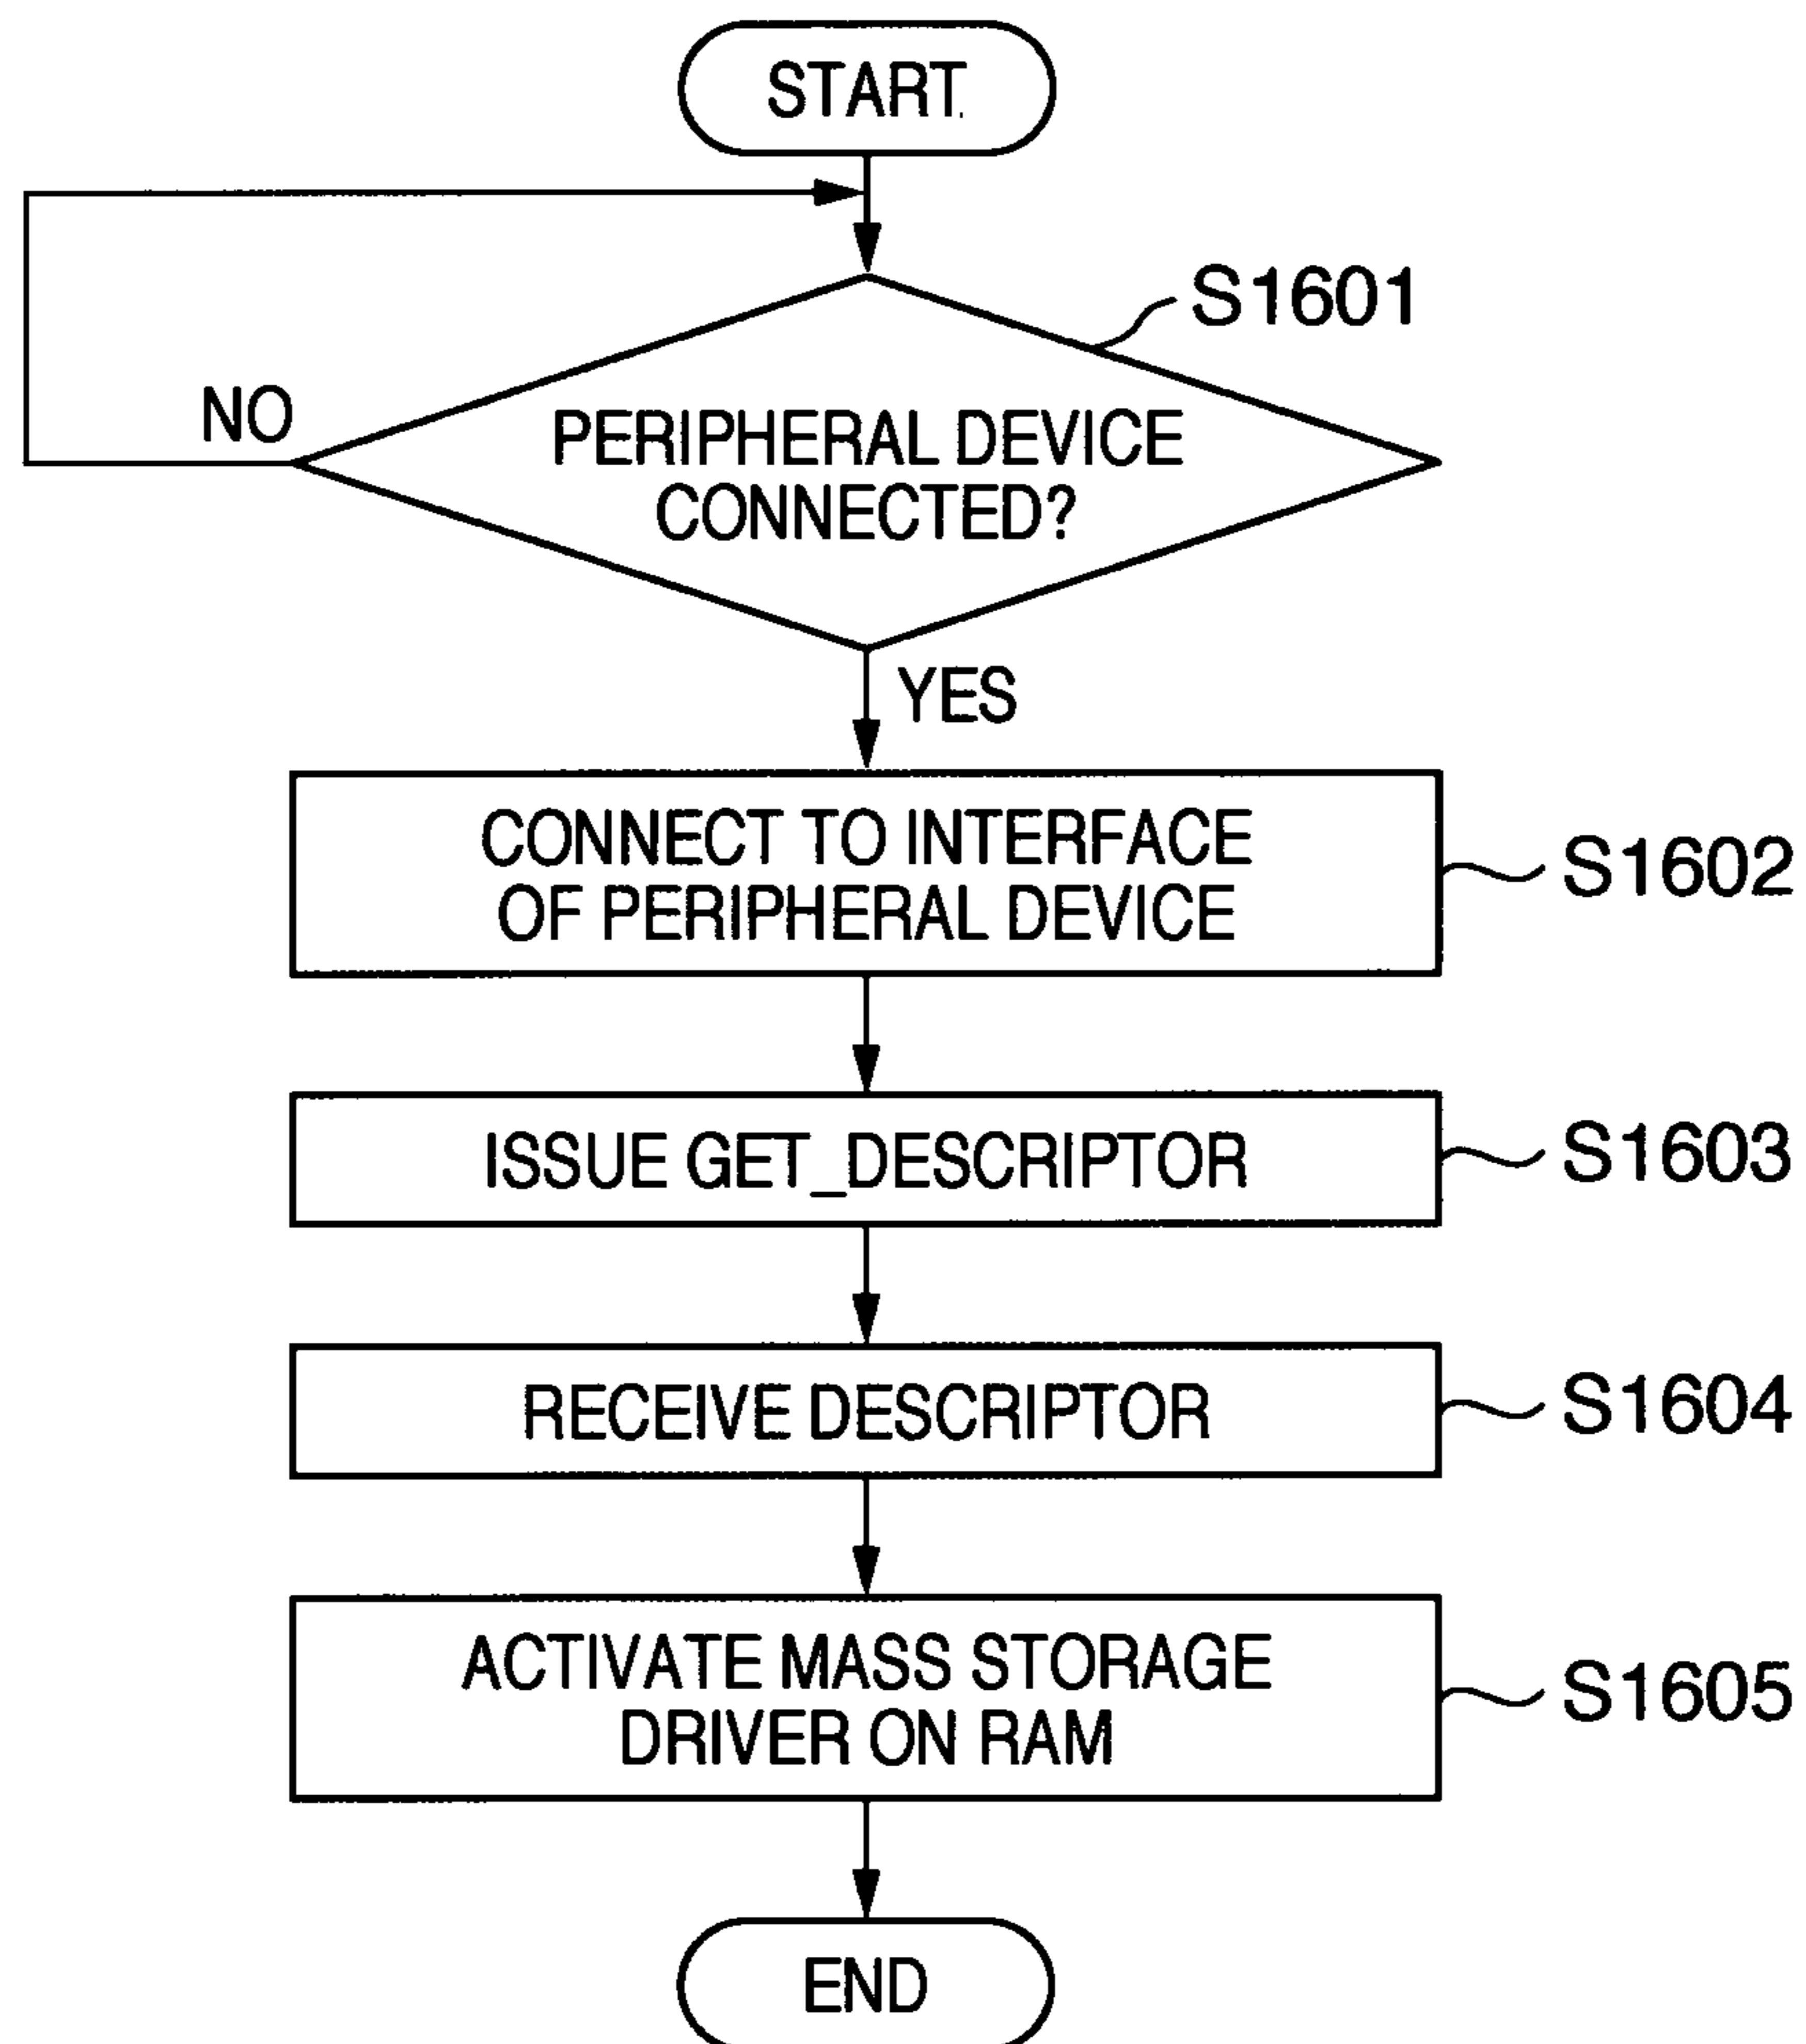 START
S1601
NO
PERIPHERAL DEVICE
CONNECTED?
YES
CONNECT TO INTERFACE
OF PERIPHERAL DEVICE
S1602
ISSUE GET_DESCRIPTOR
S1603
RECEIVE DESCRIPTOR
S1604
ACTIVATE MASS STORAGE
DRIVER ON RAM
S1605
END